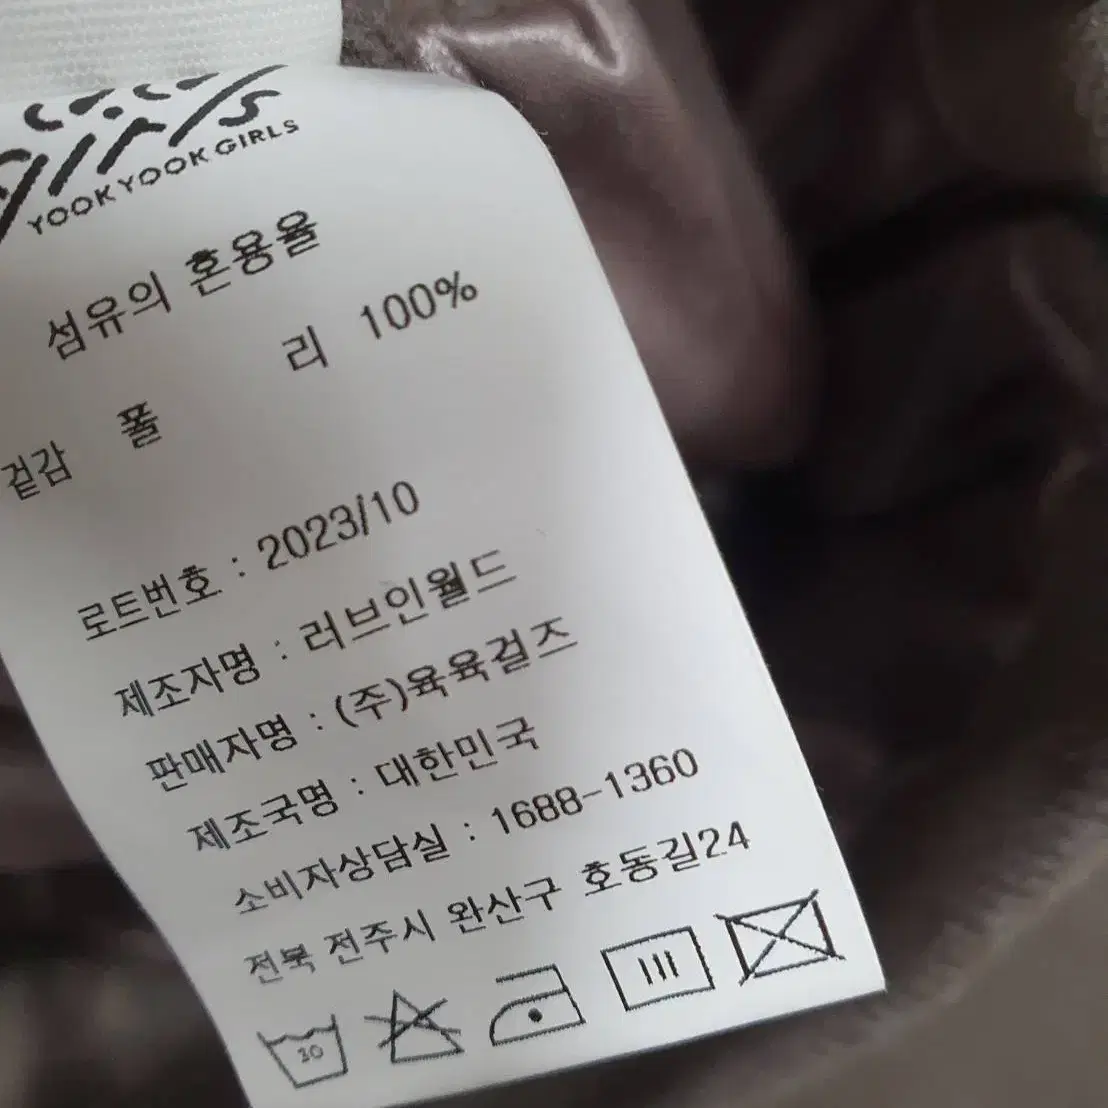 YOOKYOOK GIRLS
섬유의 혼용율
겉감 폴 리 100%
로트번호 : 2023/10
제조자명 : 러브인월드
판매자명 : (주)육육걸즈
제조국명 : 대한민국
소비자상담실 : 1688-1360
전북 전주시 완산구 호동길24
30